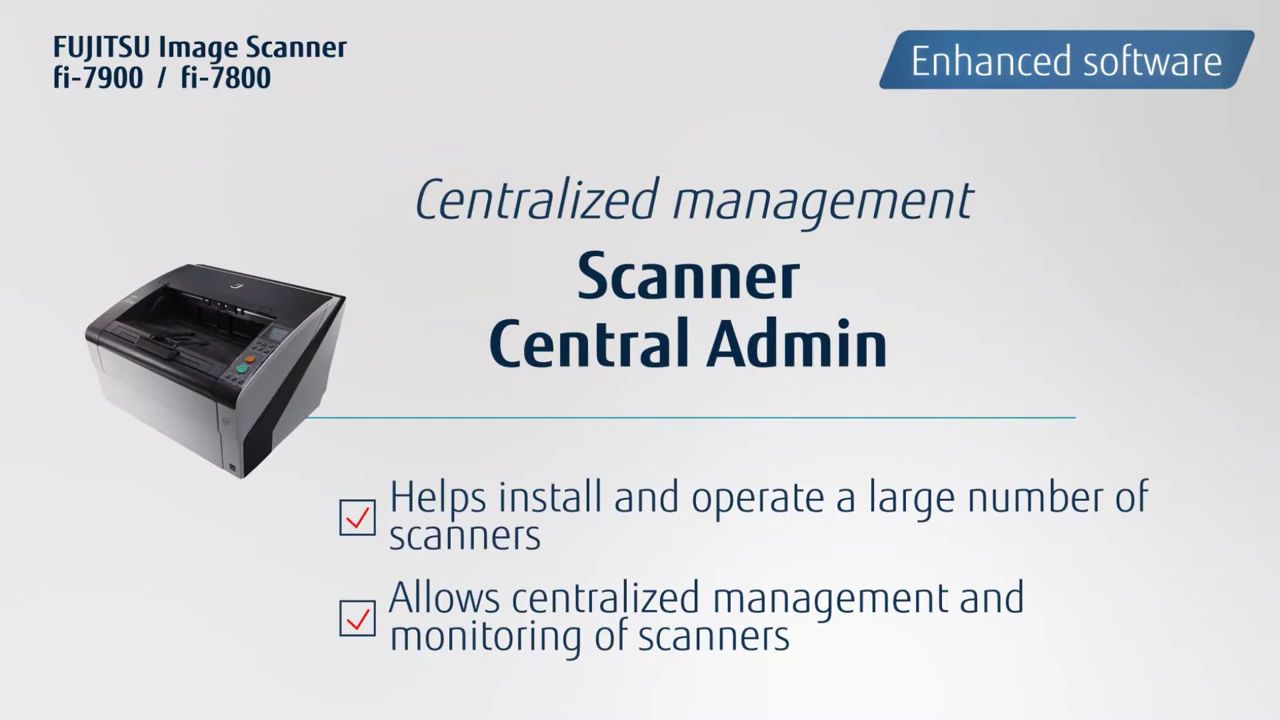 FUJITSU Image Scanner
fi-7900 / fi-7800
Enhanced software
Centralized management
Scanner
Central Admin
Helps install and operate a large number of
scanners
Allows centralized management and
monitoring of scanners